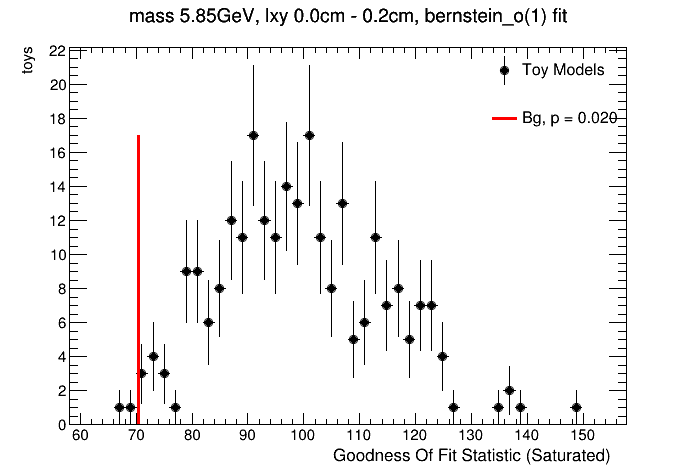 mass 5.85GeV, lxy 0.0cm - 0.2cm, bernstein_o(1) fit
toys
22
20
18
16
14
12
10
8
6
4
2
0
Toy Models
Bg, p = 0.020
60 70 80 90 100 110 120 130 140 150
Goodness Of Fit Statistic (Saturated)